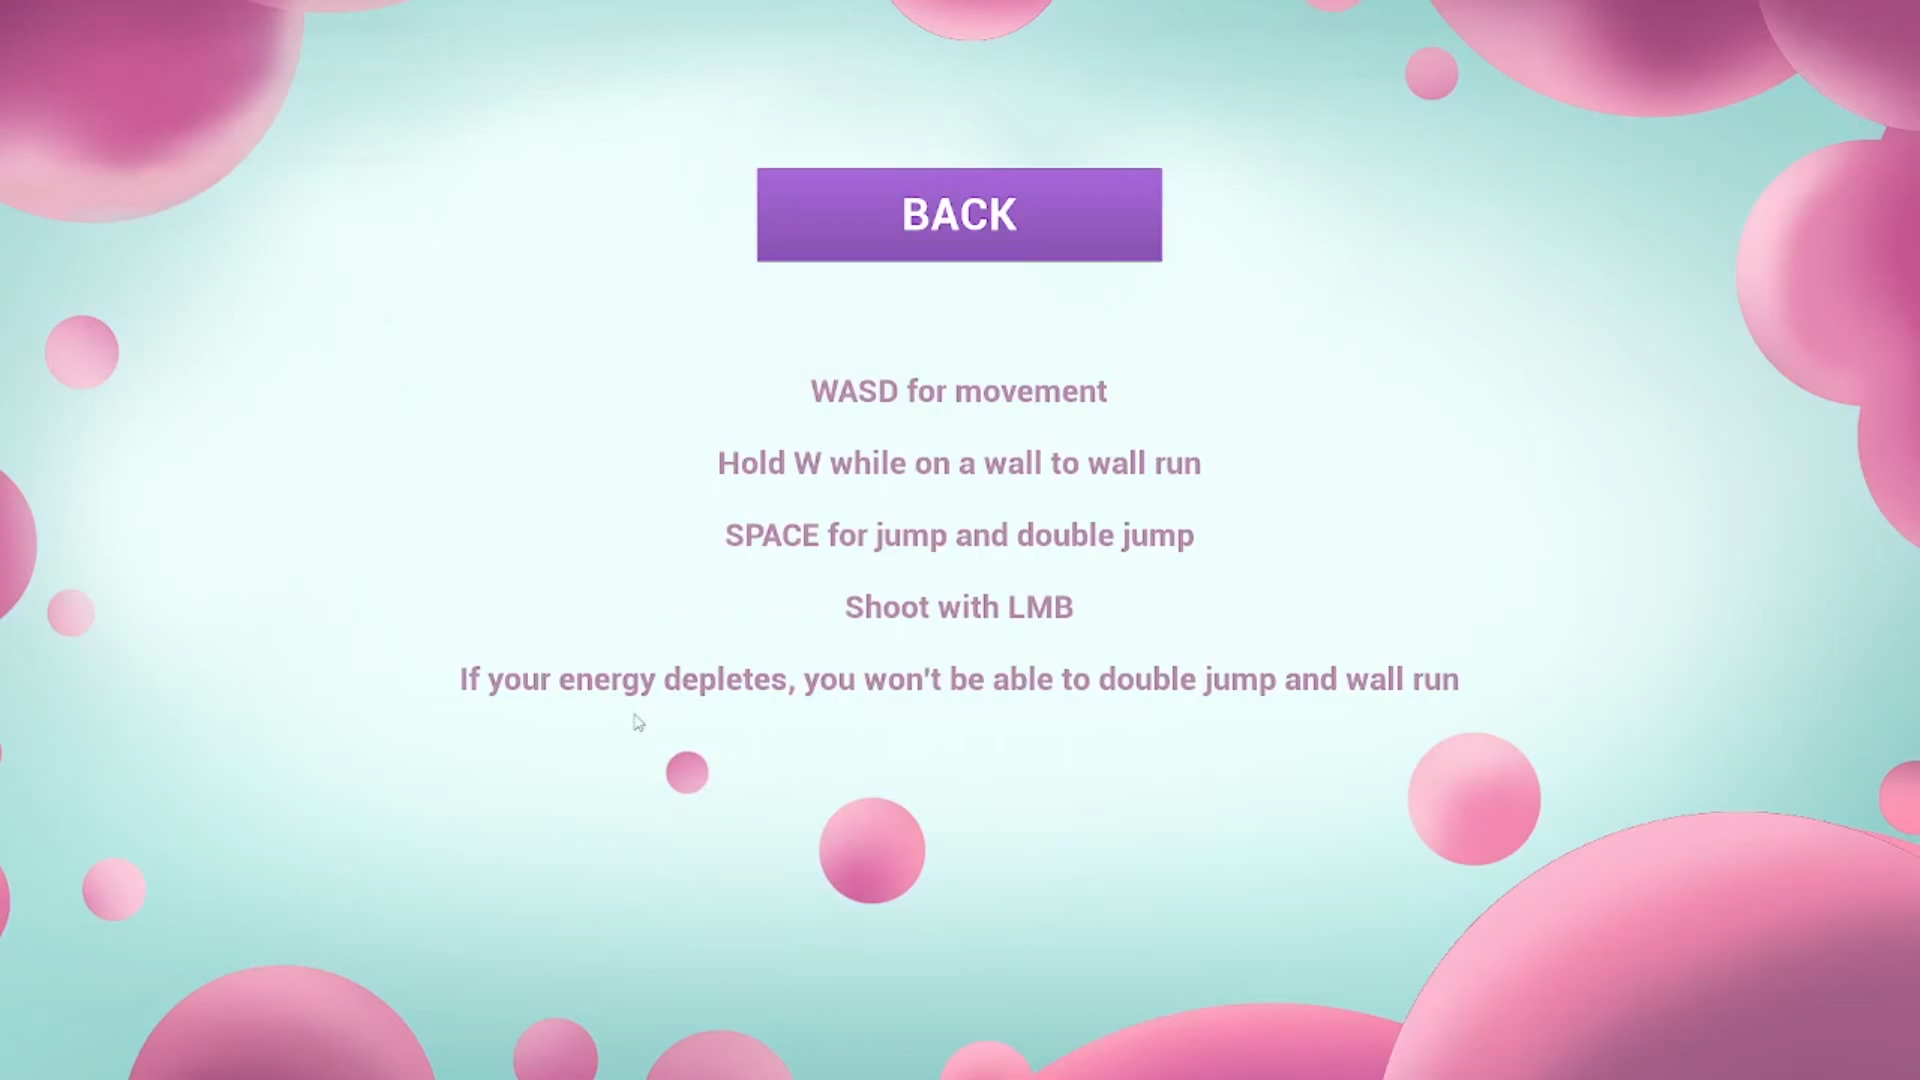 BACK
WASD for movement
Hold W while on a wall to wall run
SPACE for jump and double jump
Shoot with LMB
If your energy depletes, you won't be able to double jump and wall run